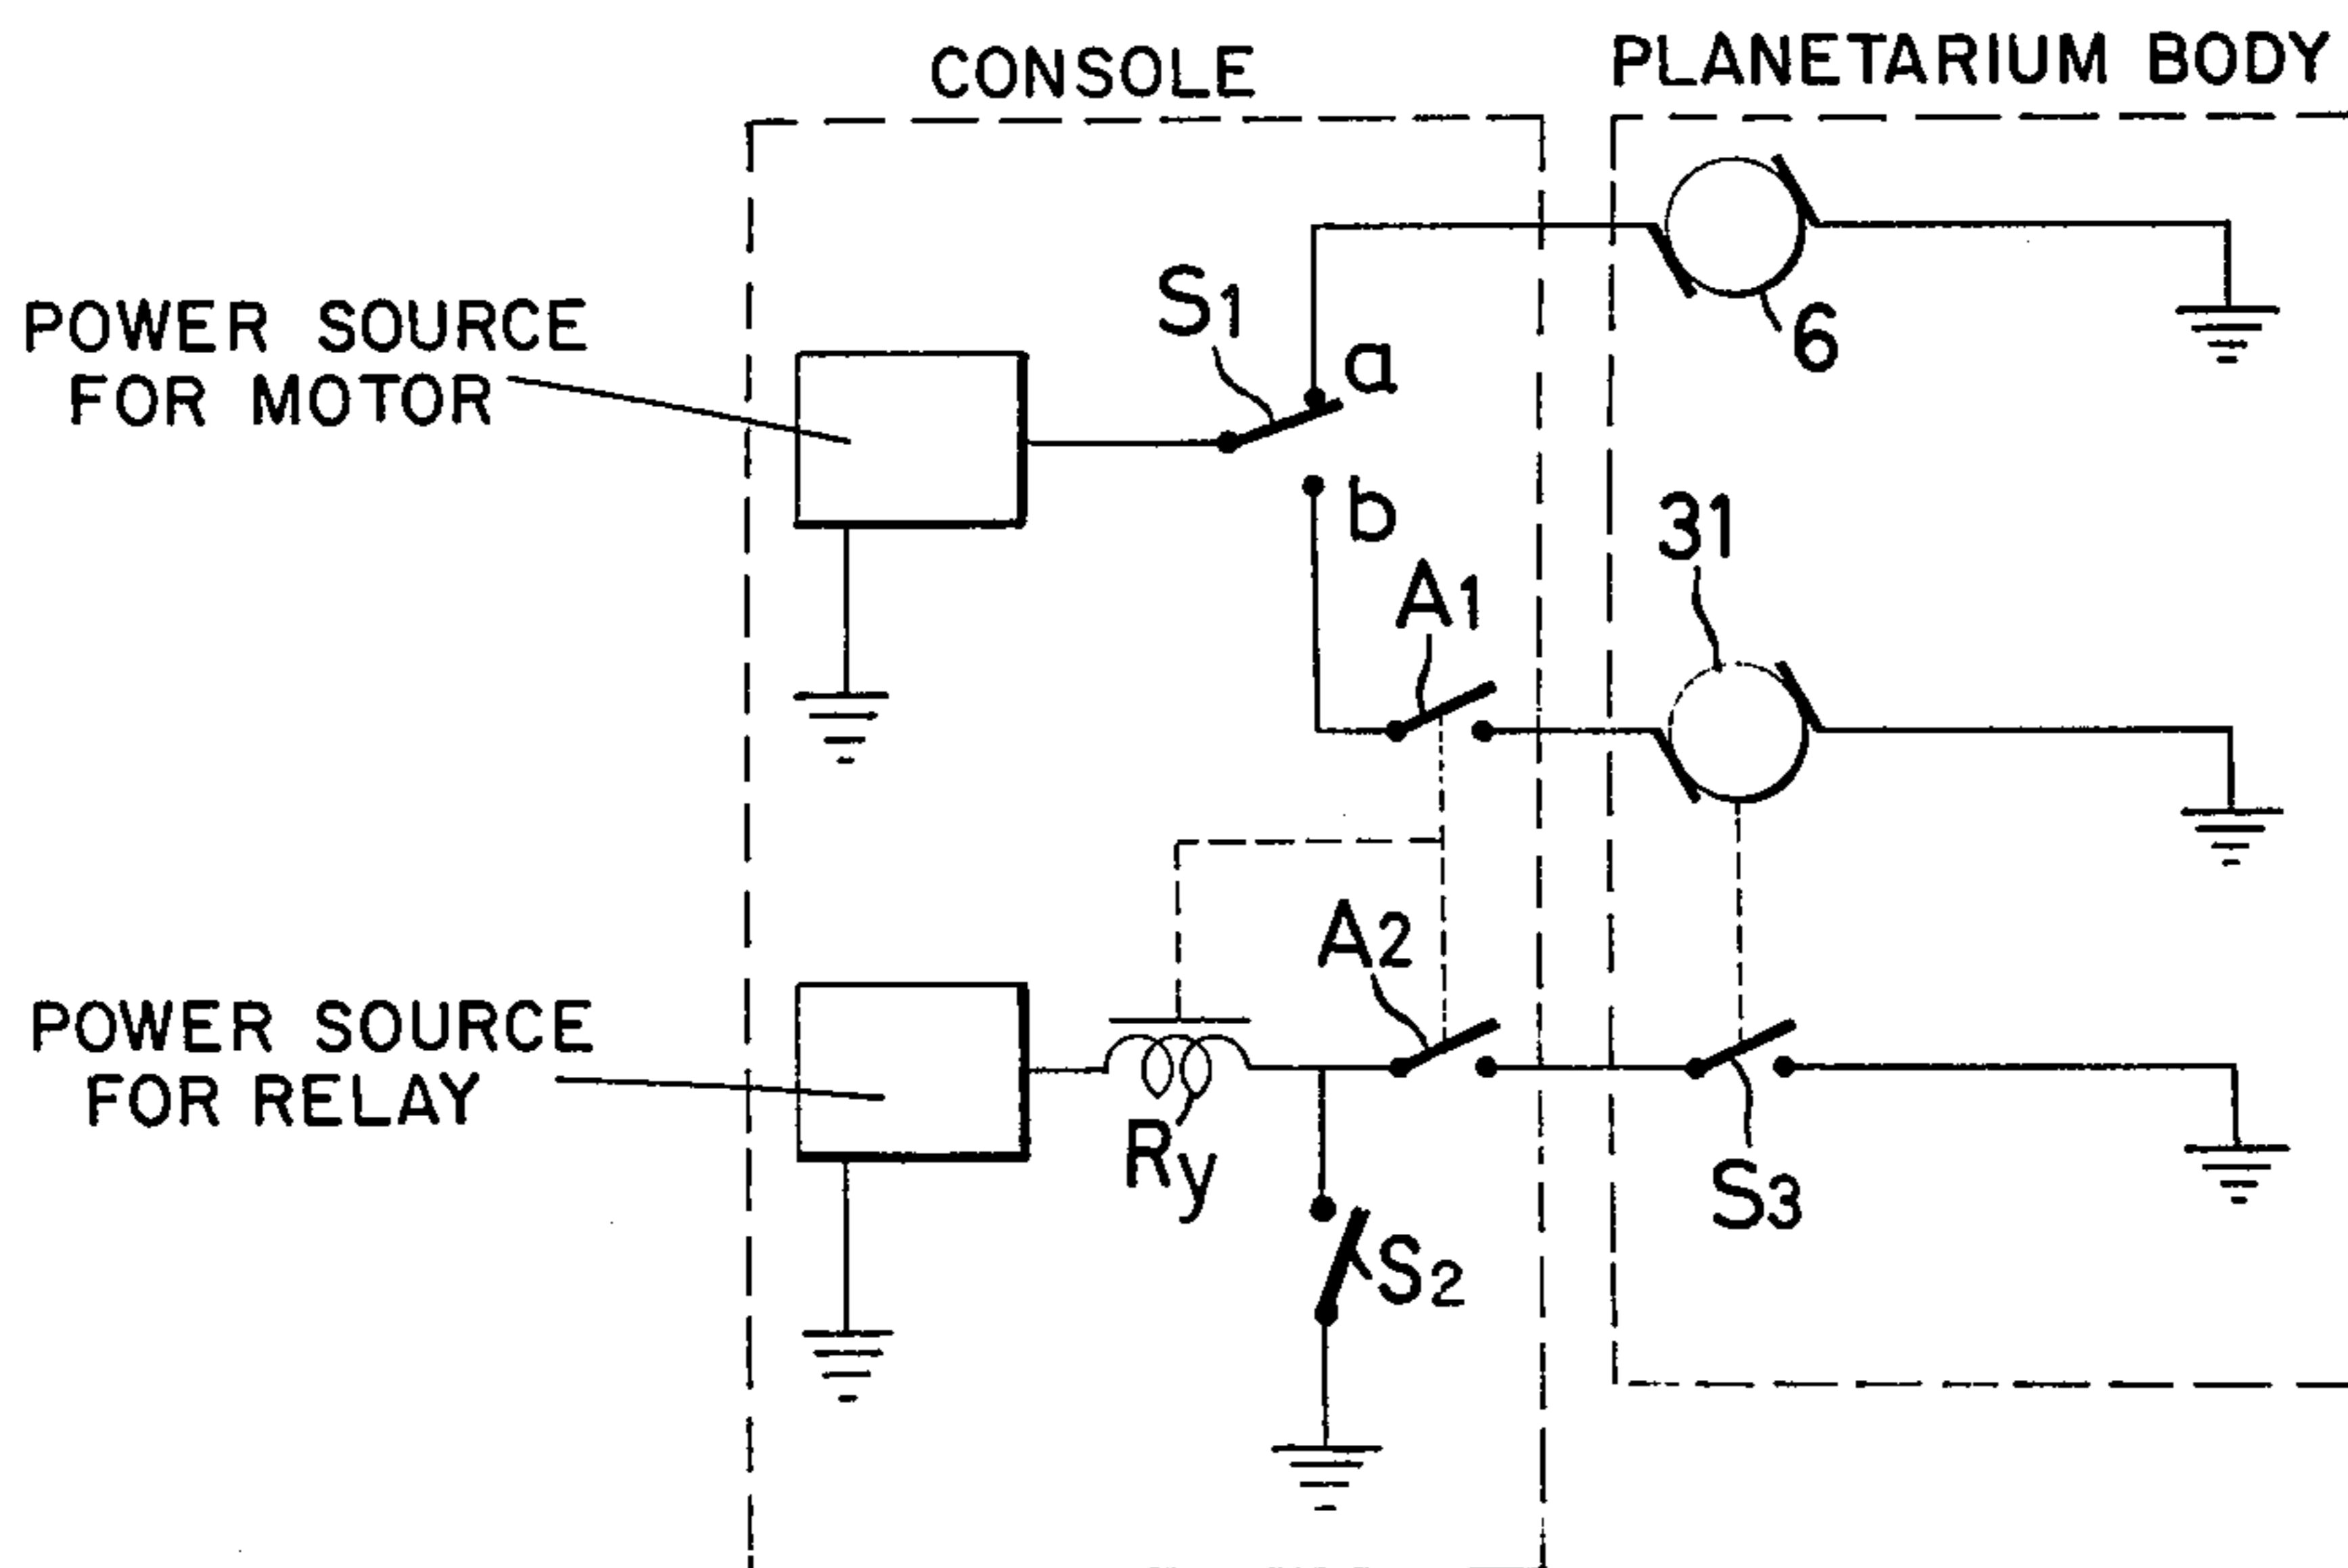 CONSOLE
PLANETARIUM BODY
POWER SOURCE
FOR MOTOR
S1
a
6
b
31
A1
A2
POWER SOURCE
FOR RELAY
Ry
S3
S2